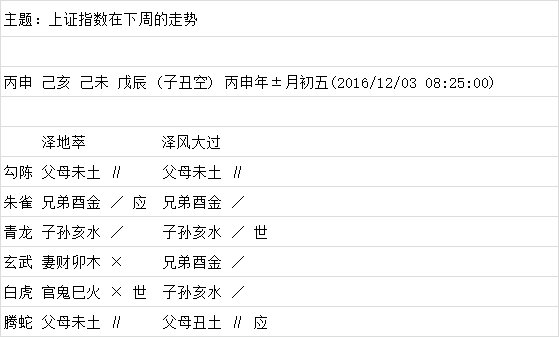 主题：上证指数在下周的走势
丙申 己亥 己未 戊辰 (子丑空) 丙申年±月初五(2016/12/03 08:25:00)
泽地萃 泽风大过
勾陈 父母未土 〃 父母未土 〃
朱雀 兄弟酉金 ／ 应 兄弟酉金 ／
青龙 子孙亥水 ／ 子孙亥水 ／ 世
玄武 妻财卯木 × 兄弟酉金 ／
白虎 官鬼巳火 × 世 子孙亥水 ／
腾蛇 父母未土 〃 父母丑土 〃 应